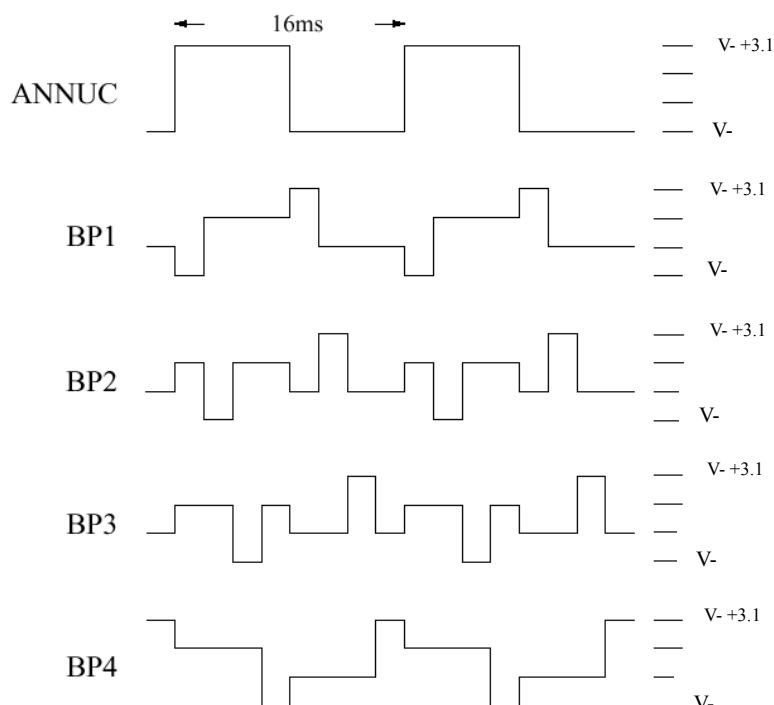 16ms
V- +3.1
ANNUC
V-
V- +3.1
BP1
V-
V- +3.1
BP2
V-
V- +3.1
BP3
V-
V- +3.1
BP4
V-